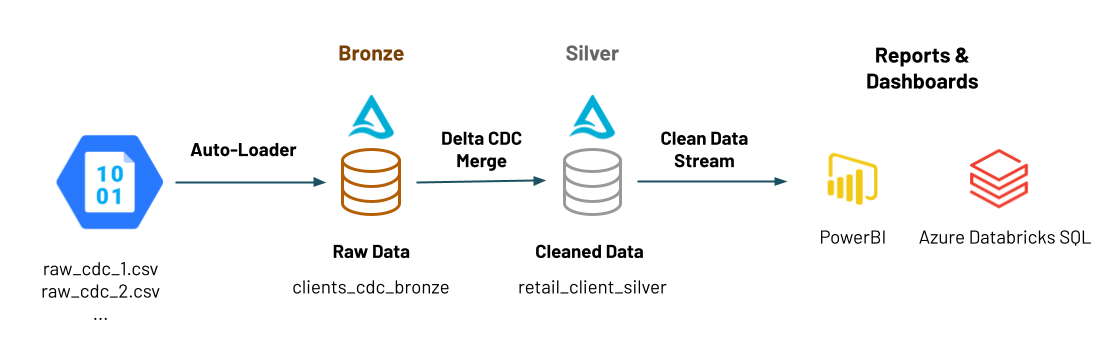 Bronze
Silver
Reports &
Dashboards
Auto-Loader
Delta CDC
Merge
Clean Data
Stream
10
01
raw_cdc_1.csv
raw_cdc_2.csv
...
Raw Data
clients_cdc_bronze
Cleaned Data
retail_client_silver
PowerBI
Azure Databricks SQL